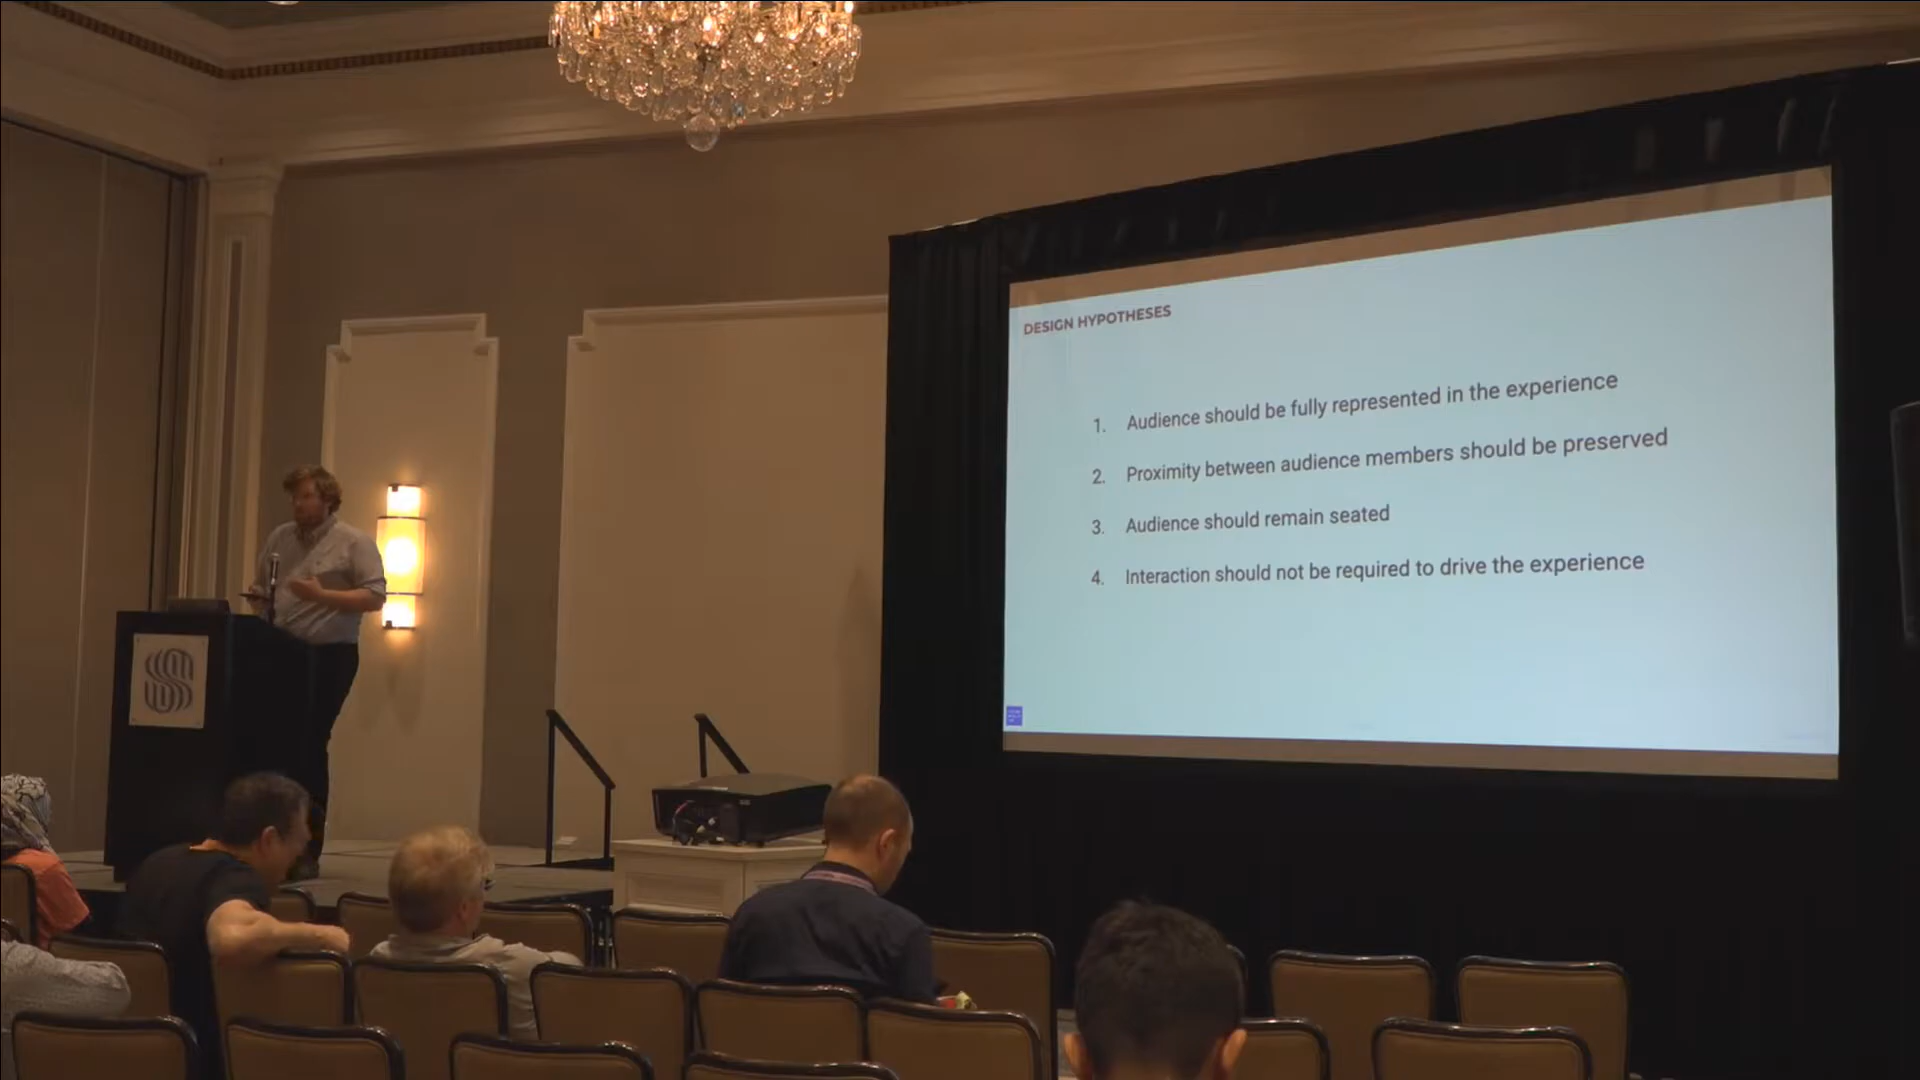 DESIGN HYPOTHESES
1. Audience should be fully represented in the experience
2. Proximity between audience members should be preserved
3. Audience should remain seated
4. Interaction should not be required to drive the experience